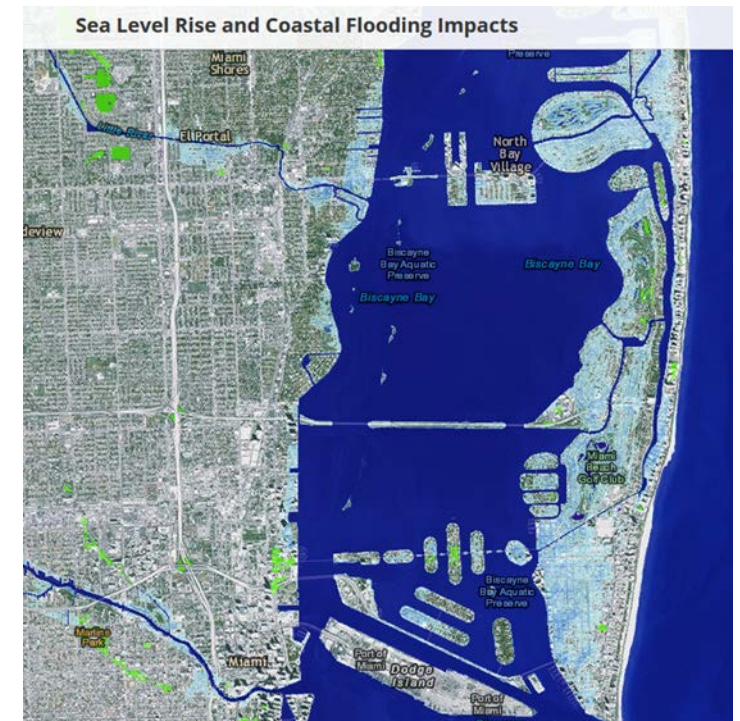 Sea Level Rise and Coastal Flooding Impacts
Preserve
Miami
Shores
Little River
El Portal
North
Bay
Village
deview
Biscayne
Bay Aquatic
Preserve
Biscayne Bay
Biscayne Bay
Miami
Beach
Golf Club
Biscayne
Bay Aquatic
Preserve
Marlins
Park
Miami
Port of
Miami
Dodge
Island
Port of
Miami